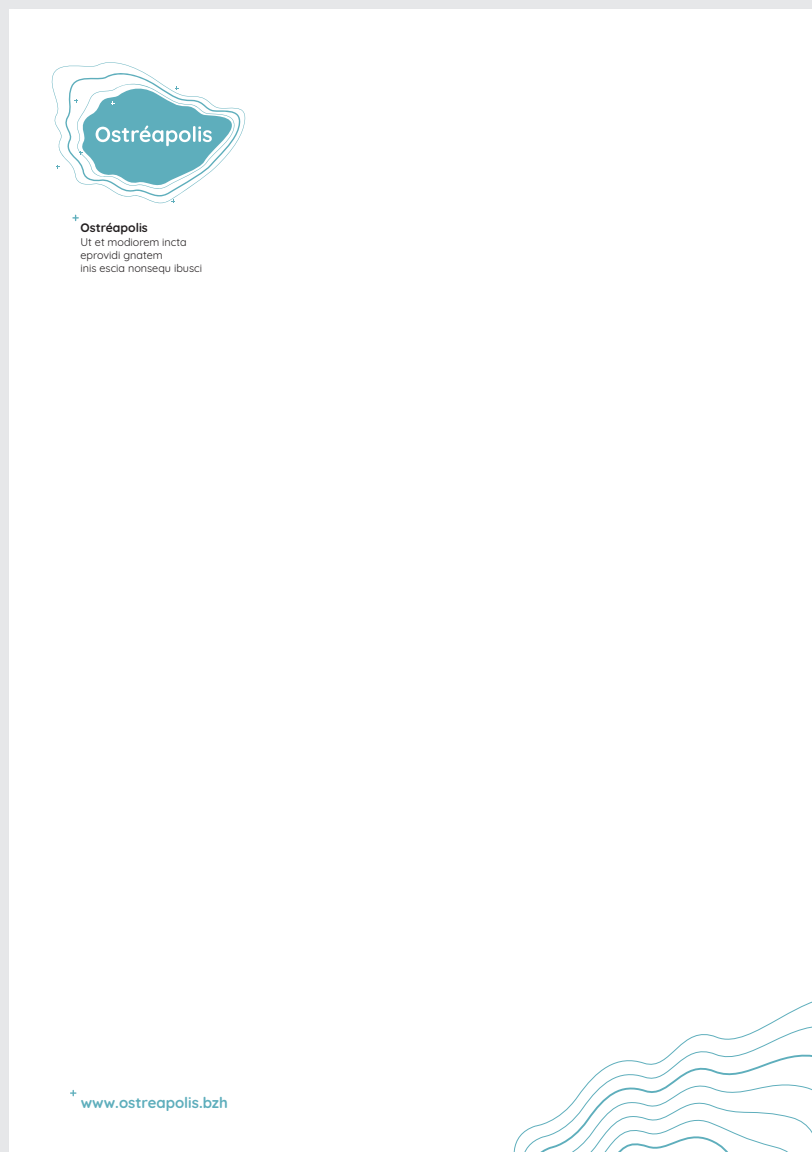 Ostréapolis
Ostréapolis
Ut et modiorem incta
eprovidi gnatem
inis escia nonsequ ibusci
www.ostreapolis.bzh